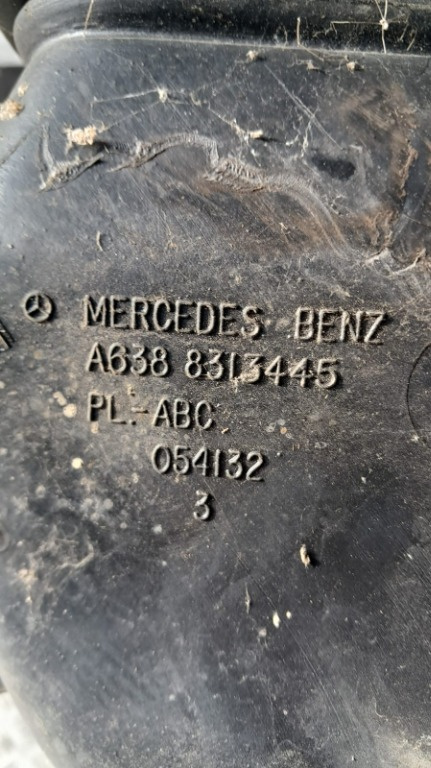 MERCEDES BENZ
A638 8313445
PL.-ABC
054132
3